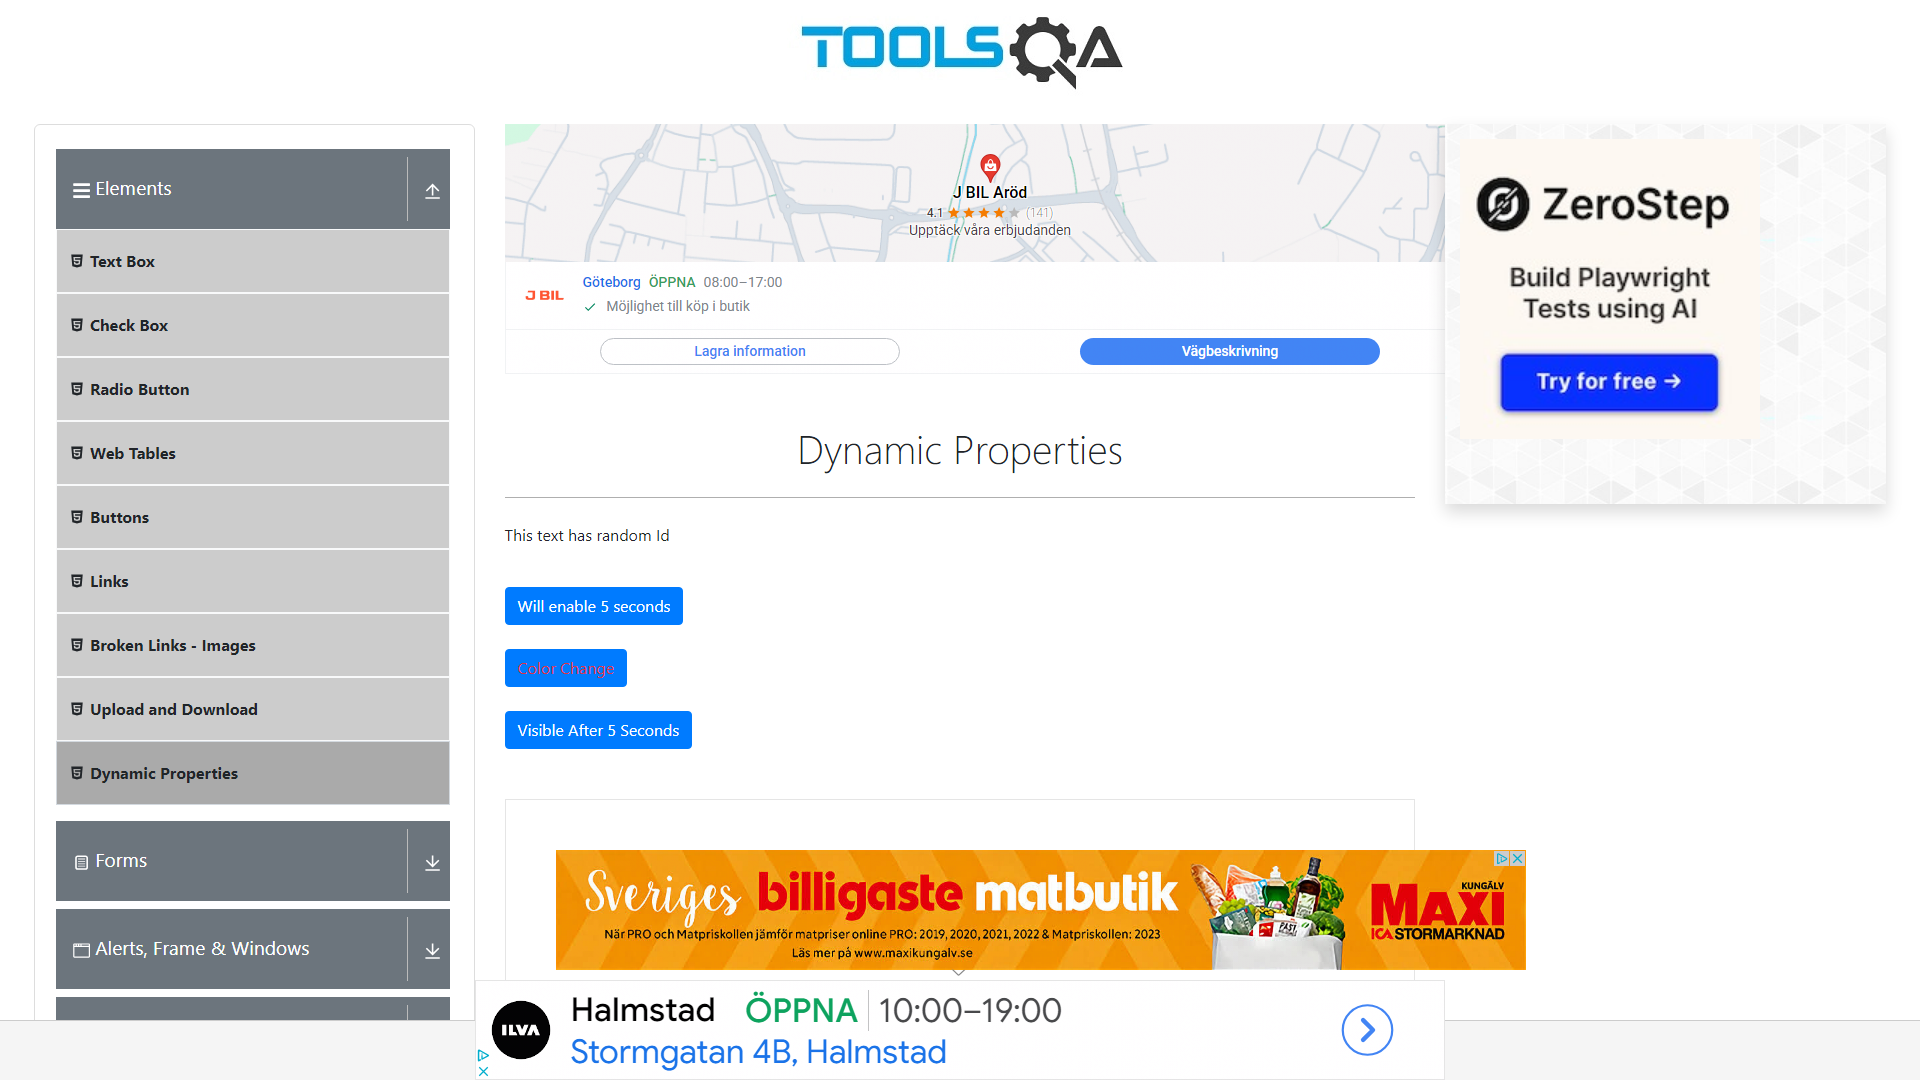 TOOLSQA
Elements
Text Box
Check Box
Radio Button
Web Tables
Buttons
Links
Broken Links - Images
Upload and Download
Dynamic Properties
Forms
Alerts, Frame & Windows
J BIL Aröd
4.1 (141)
Upptäck våra erbjudanden
J BIL
Göteborg ÖPPNA 08:00–17:00
Möjlighet till köp i butik
Lagra information
Vägbeskrivning
Dynamic Properties
This text has random Id
Will enable 5 seconds
Color Change
Visible After 5 Seconds
ZeroStep
Build Playwright
Tests using AI
Try for free →
Sveriges billigaste matbutik
När PRO och Matpriskollen jämför matpriser online PRO: 2019, 2020, 2021, 2022 & Matpriskollen: 2023
Läs mer på www.maxikungalv.se
KUNGÄLV
MAXI
ICA STORMARKNAD
ILVA
Halmstad ÖPPNA 10:00–19:00
Stormgatan 4B, Halmstad